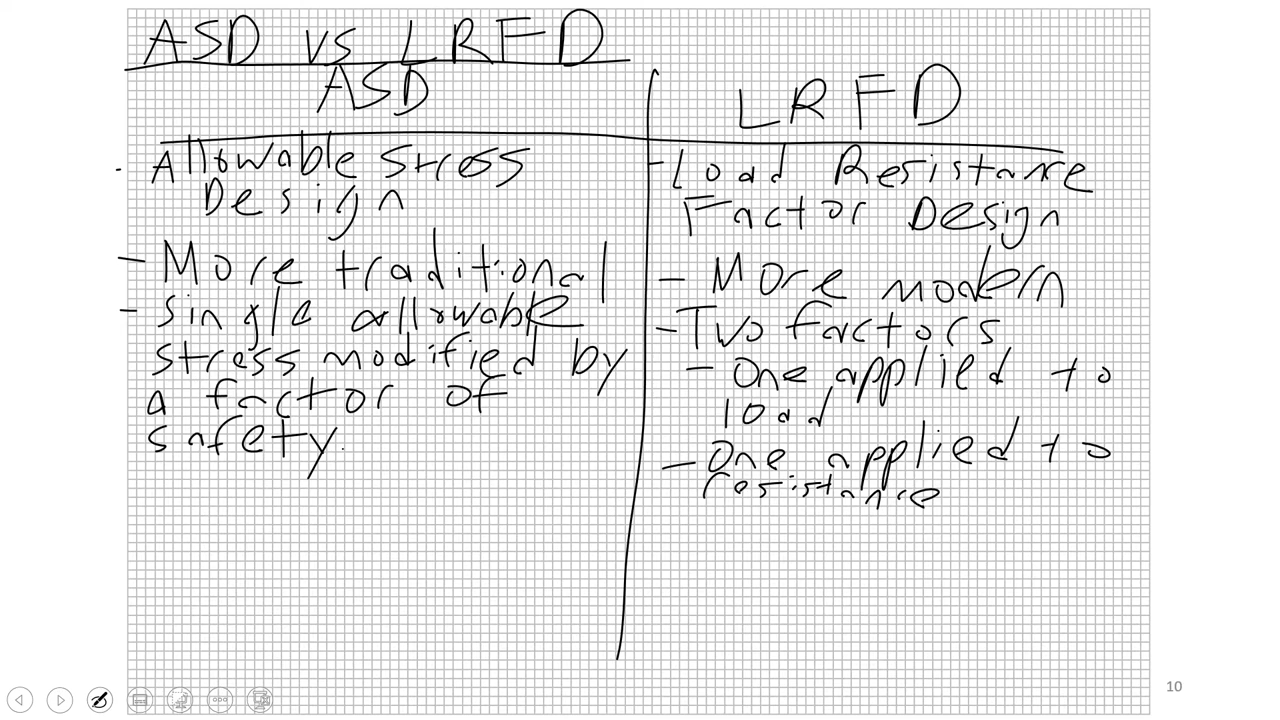 ASD vs LRFD
ASD
Allowable Stress
Design
- More traditional
- Single allowable
stress modified by
a factor of
safety.
LRFD
- Load Resistance
Factor Design
- More modern
- Two factors
- One applied to
load
- One applied to
resistance
10